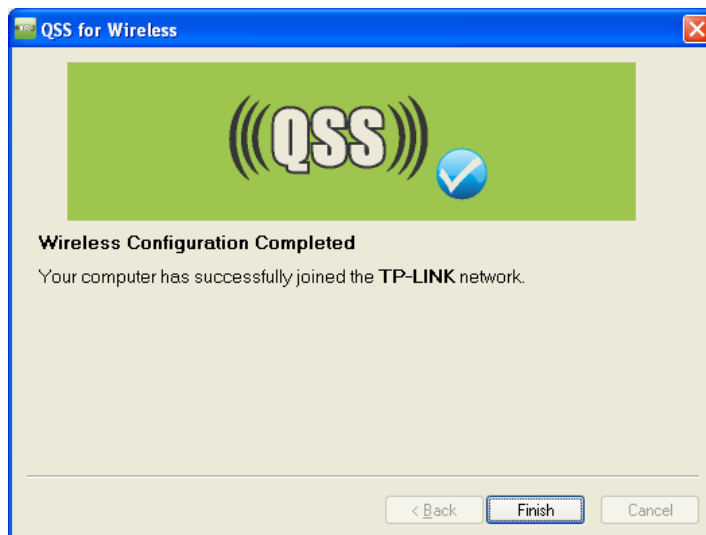 QSS for Wireless
(((QSS)))
Wireless Configuration Completed
Your computer has successfully joined the TP-LINK network.
< Back Finish Cancel